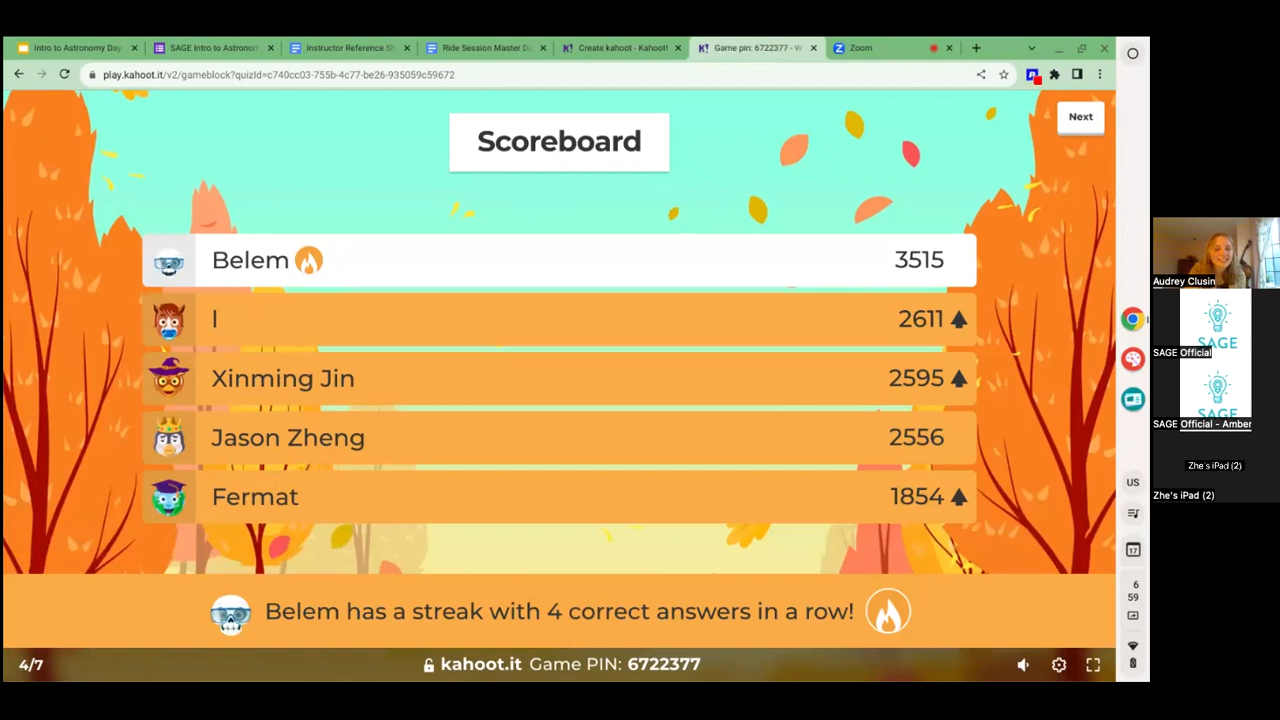 Intro to Astronomy Day
SAGE Intro to Astronom
Instructor Reference Sh
Ride Session Master D
Create kahoot - Kahoot!
Game pin: 6722377 - W
Zoom
play.kahoot.it/v2/gameblock?quizId=c740cc03-755b-4c77-be26-935059c59672
Next
Scoreboard
Belem 3515
l 2611
Xinming Jin 2595
Jason Zheng 2556
Fermat 1854
Belem has a streak with 4 correct answers in a row!
4/7
kahoot.it Game PIN: 6722377
US
17
6
59
Audrey Clusin
SAGE
SAGE Official
SAGE
SAGE Official - Amber
Zhe's iPad (2)
Zhe's iPad (2)